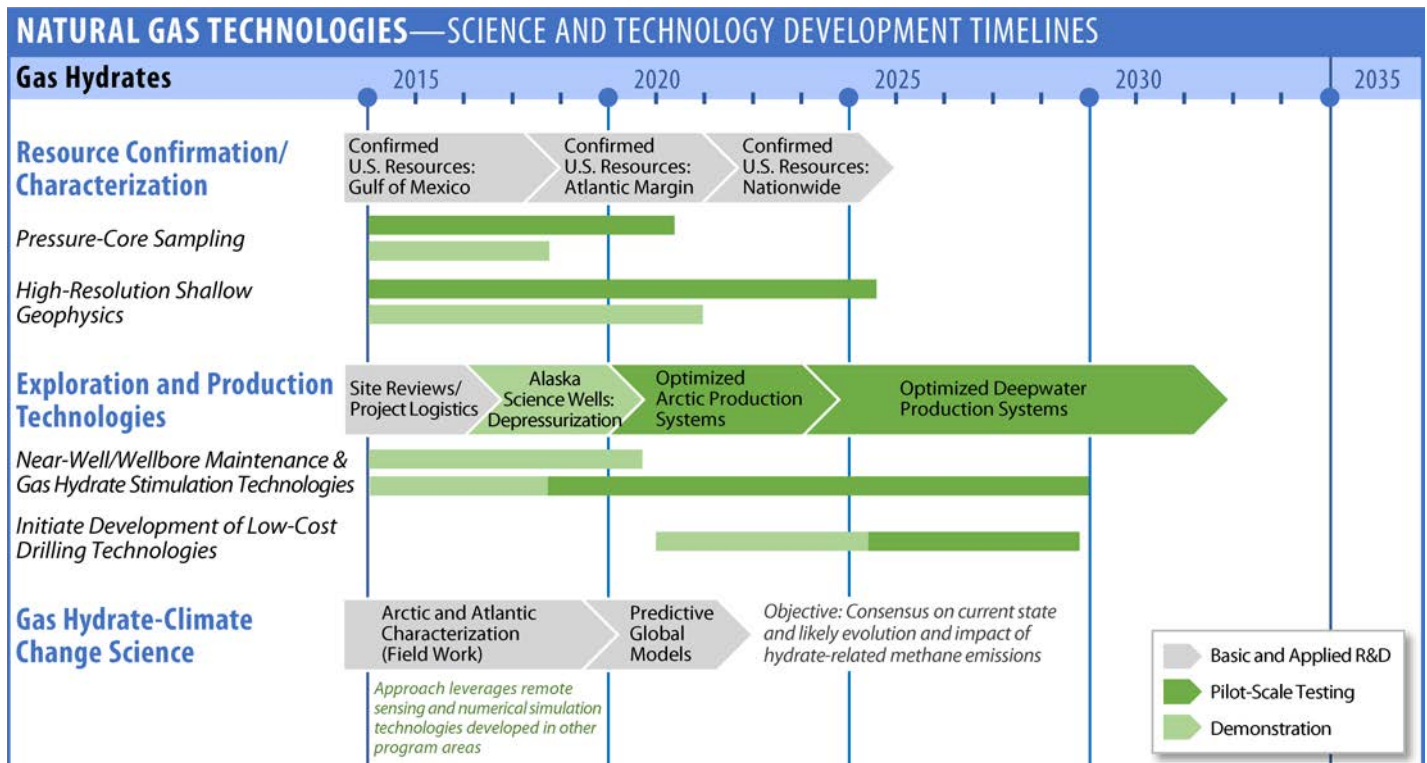 NATURAL GAS TECHNOLOGIES—SCIENCE AND TECHNOLOGY DEVELOPMENT TIMELINES
Gas Hydrates
2015
2020
2025
2030
2035
Resource Confirmation/
Characterization
Confirmed
U.S. Resources:
Gulf of Mexico
Confirmed
U.S. Resources:
Atlantic Margin
Confirmed
U.S. Resources:
Nationwide
Pressure-Core Sampling
High-Resolution Shallow
Geophysics
Exploration and Production
Technologies
Site Reviews/
Project Logistics
Alaska
Science Wells:
Depressurization
Optimized
Arctic Production
Systems
Optimized Deepwater
Production Systems
Near-Well/Wellbore Maintenance &
Gas Hydrate Stimulation Technologies
Initiate Development of Low-Cost
Drilling Technologies
Gas Hydrate-Climate
Change Science
Arctic and Atlantic
Characterization
(Field Work)
Predictive
Global
Models
Objective: Consensus on current state
and likely evolution and impact of
hydrate-related methane emissions
Approach leverages remote
sensing and numerical simulation
technologies developed in other
program areas
Basic and Applied R&D
Pilot-Scale Testing
Demonstration